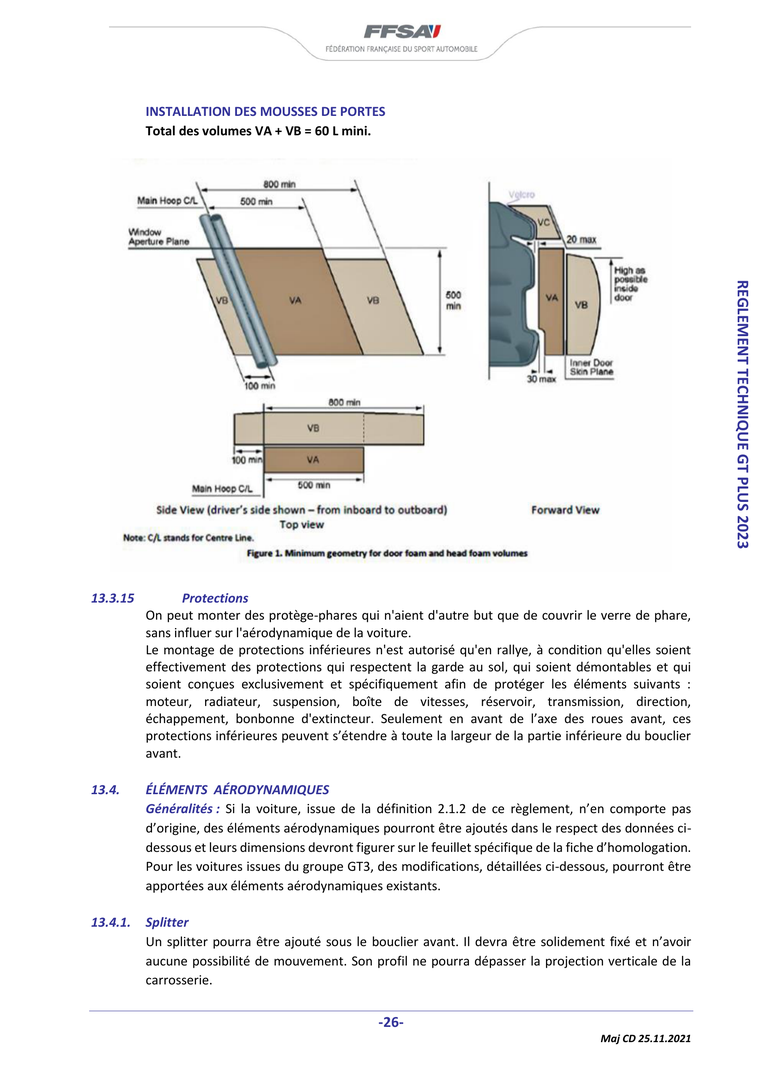 FFSA
FÉDÉRATION FRANÇAISE DU SPORT AUTOMOBILE
INSTALLATION DES MOUSSES DE PORTES
Total des volumes VA + VB = 60 L mini.
800 min
Main Hoop C/L
500 min
Window
Aperture Plane
VB
VA
VB
500
min
100 min
Velcro
VC
20 max
High as
possible
inside
door
VA
VB
Inner Door
Skin Plane
30 max
800 min
VB
100 min
VA
500 min
Main Hoop C/L
Side View (driver's side shown – from inboard to outboard)
Forward View
Top view
Note: C/L stands for Centre Line.
Figure 1. Minimum geometry for door foam and head foam volumes
REGLEMENT TECHNIQUE GT PLUS 2023
13.3.15 Protections
On peut monter des protège-phares qui n'aient d'autre but que de couvrir le verre de phare,
sans influer sur l'aérodynamique de la voiture.
Le montage de protections inférieures n'est autorisé qu'en rallye, à condition qu'elles soient
effectivement des protections qui respectent la garde au sol, qui soient démontables et qui
soient conçues exclusivement et spécifiquement afin de protéger les éléments suivants :
moteur, radiateur, suspension, boîte de vitesses, réservoir, transmission, direction,
échappement, bonbonne d'extincteur. Seulement en avant de l’axe des roues avant, ces
protections inférieures peuvent s’étendre à toute la largeur de la partie inférieure du bouclier
avant.
13.4. ÉLÉMENTS AÉRODYNAMIQUES
Généralités : Si la voiture, issue de la définition 2.1.2 de ce règlement, n’en comporte pas
d’origine, des éléments aérodynamiques pourront être ajoutés dans le respect des données ci-
dessous et leurs dimensions devront figurer sur le feuillet spécifique de la fiche d’homologation.
Pour les voitures issues du groupe GT3, des modifications, détaillées ci-dessous, pourront être
apportées aux éléments aérodynamiques existants.
13.4.1. Splitter
Un splitter pourra être ajouté sous le bouclier avant. Il devra être solidement fixé et n’avoir
aucune possibilité de mouvement. Son profil ne pourra dépasser la projection verticale de la
carrosserie.
-26-
Maj CD 25.11.2021